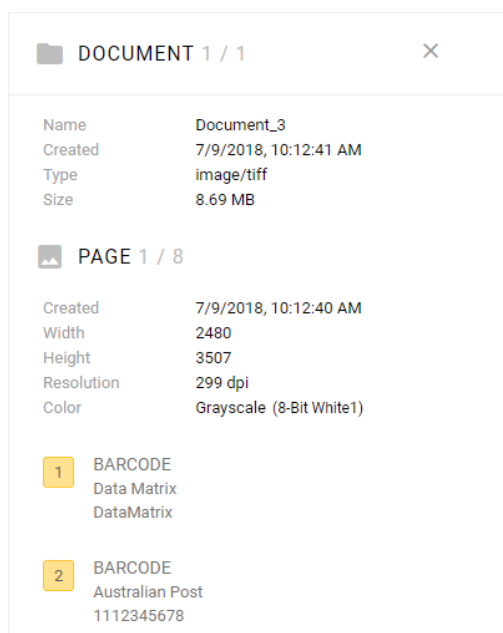 DOCUMENT 1 / 1
Name Document_3
Created 7/9/2018, 10:12:41 AM
Type image/tiff
Size 8.69 MB
PAGE 1 / 8
Created 7/9/2018, 10:12:40 AM
Width 2480
Height 3507
Resolution 299 dpi
Color Grayscale (8-Bit White1)
1 BARCODE
Data Matrix
DataMatrix
2 BARCODE
Australian Post
1112345678